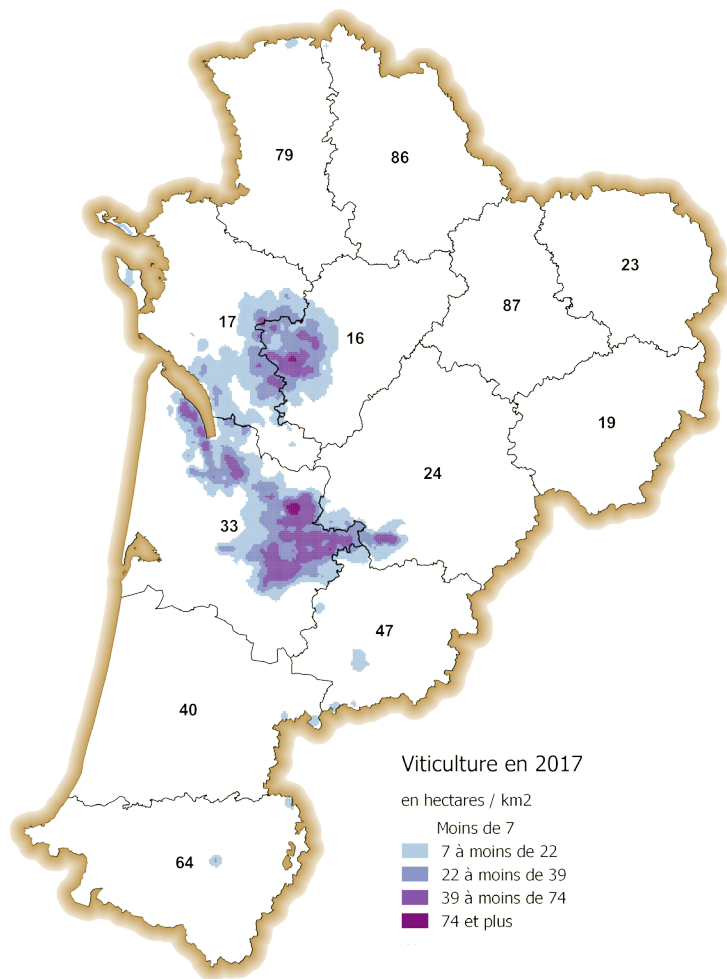 79
86
23
87
17
16
19
24
33
47
40
64
Viticulture en 2017
en hectares / km2
Moins de 7
7 à moins de 22
22 à moins de 39
39 à moins de 74
74 et plus